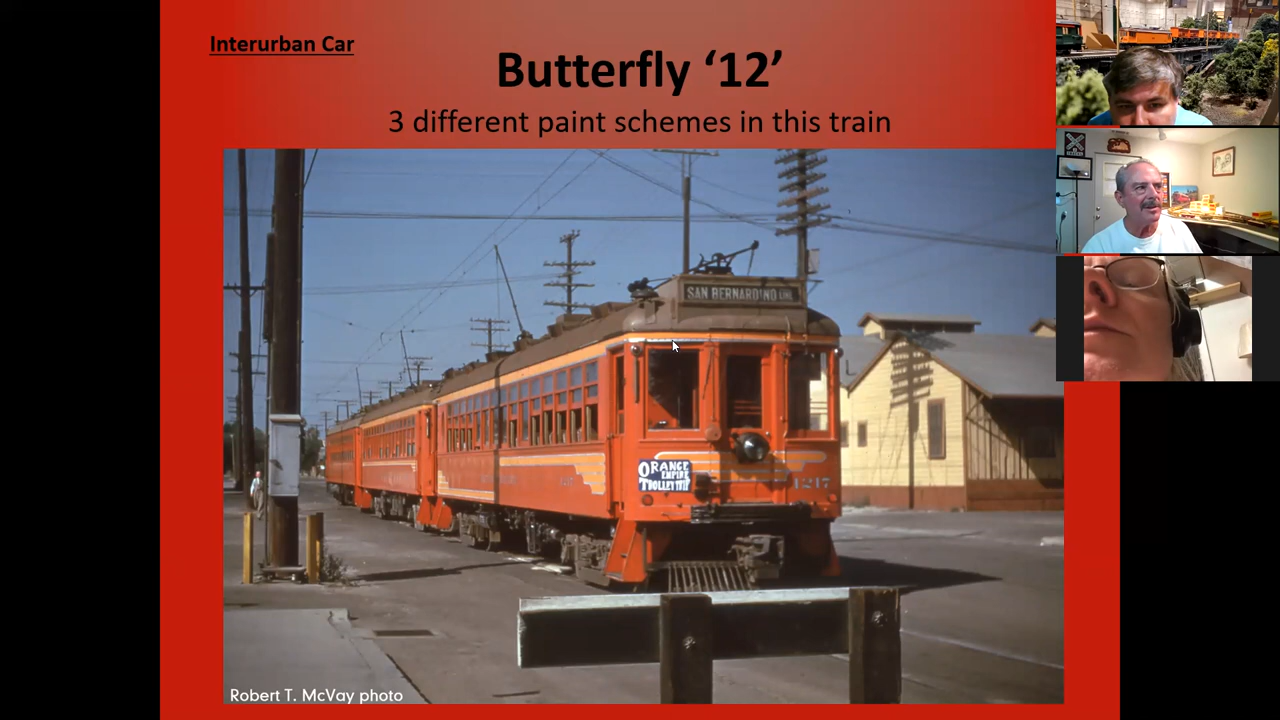 Interurban Car
Butterfly ‘12’
3 different paint schemes in this train
SAN BERNARDINO LINE
ORANGE
EMPIRE
TROLLEY TRIP
1217
1217
Robert T. McVay photo